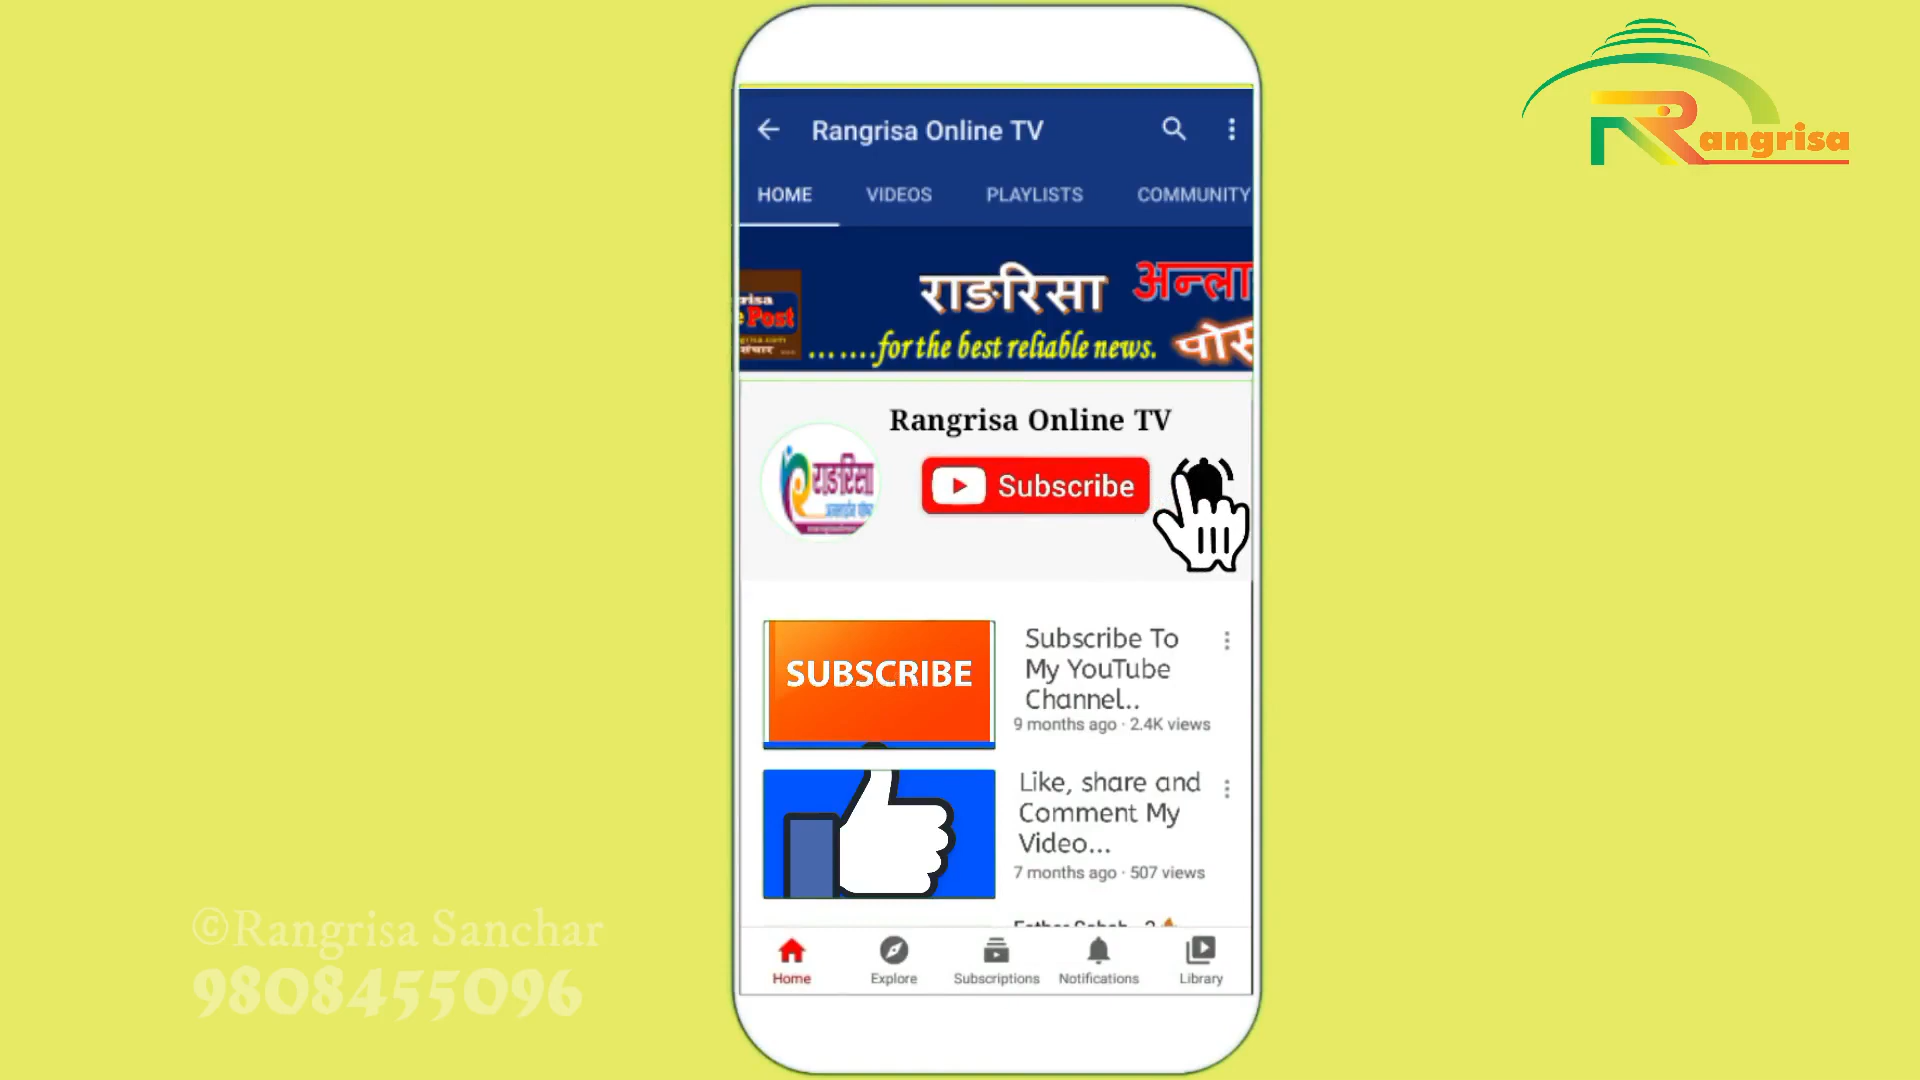 Rangrisa
Rangrisa Online TV
HOME VIDEOS PLAYLISTS COMMUNITY
राङरिसा
Post
.......for the best reliable news.
Rangrisa Online TV
राङरिसा
Subscribe
SUBSCRIBE
Subscribe To
My YouTube
Channel..
9 months ago · 2.4K views
Like, share and
Comment My
Video...
7 months ago · 507 views
Home Explore Subscriptions Notifications Library
©Rangrisa Sanchar
9808455096